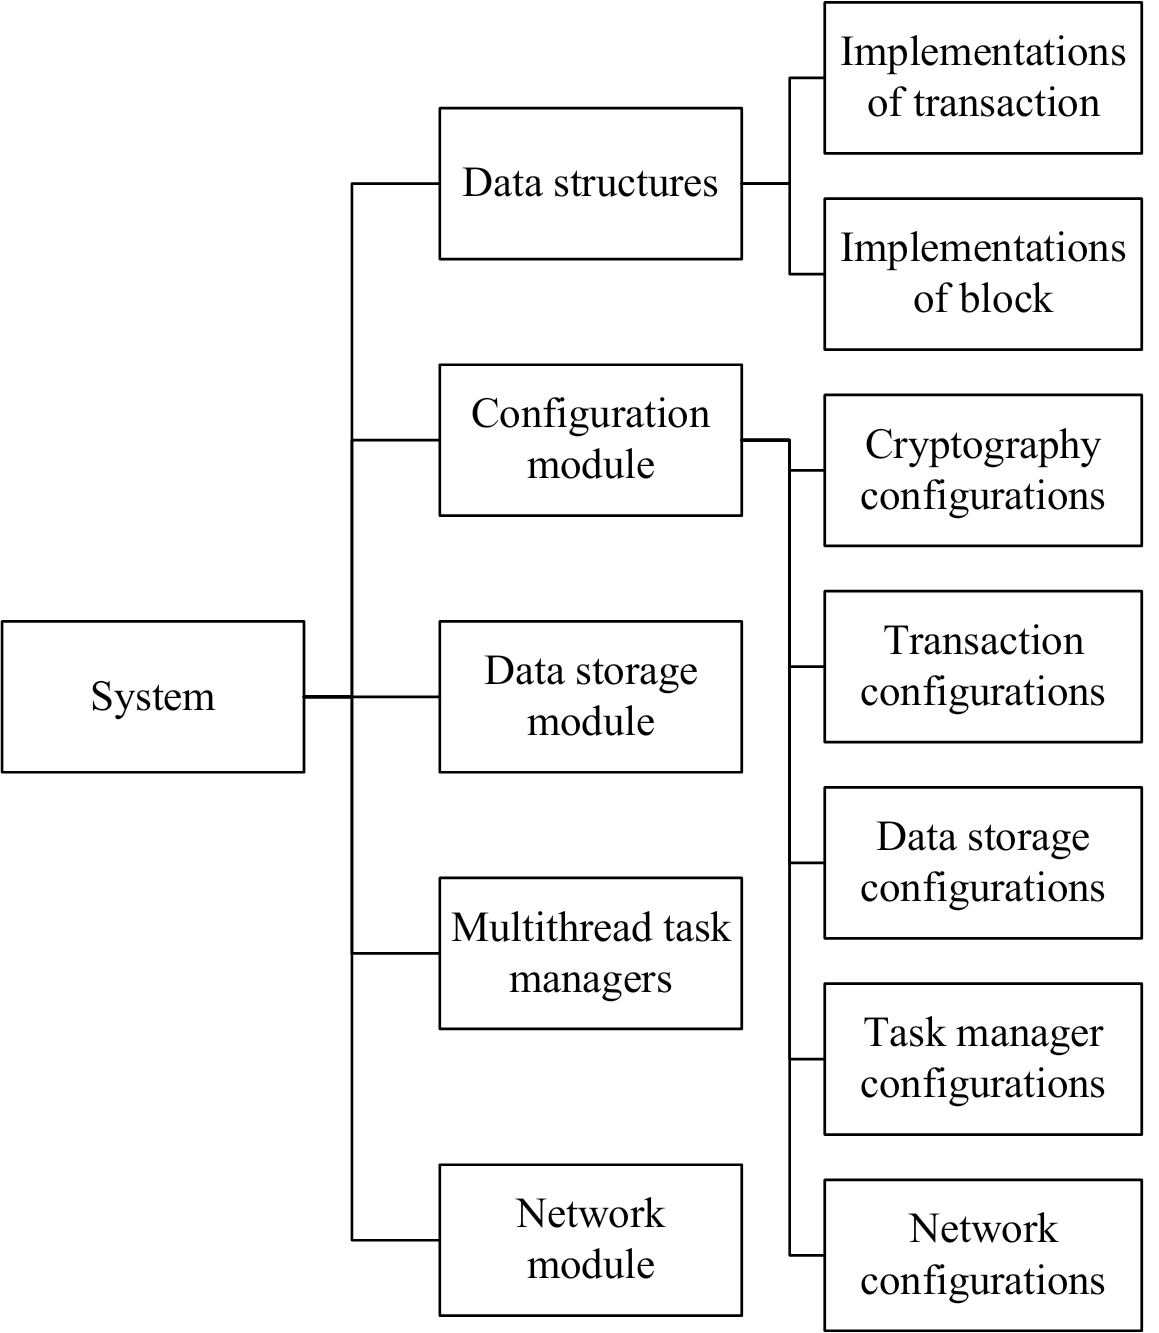 System
Data structures
Configuration
module
Data storage
module
Multithread task
managers
Network
module
Implementations
of transaction
Implementations
of block
Cryptography
configurations
Transaction
configurations
Data storage
configurations
Task manager
configurations
Network
configurations